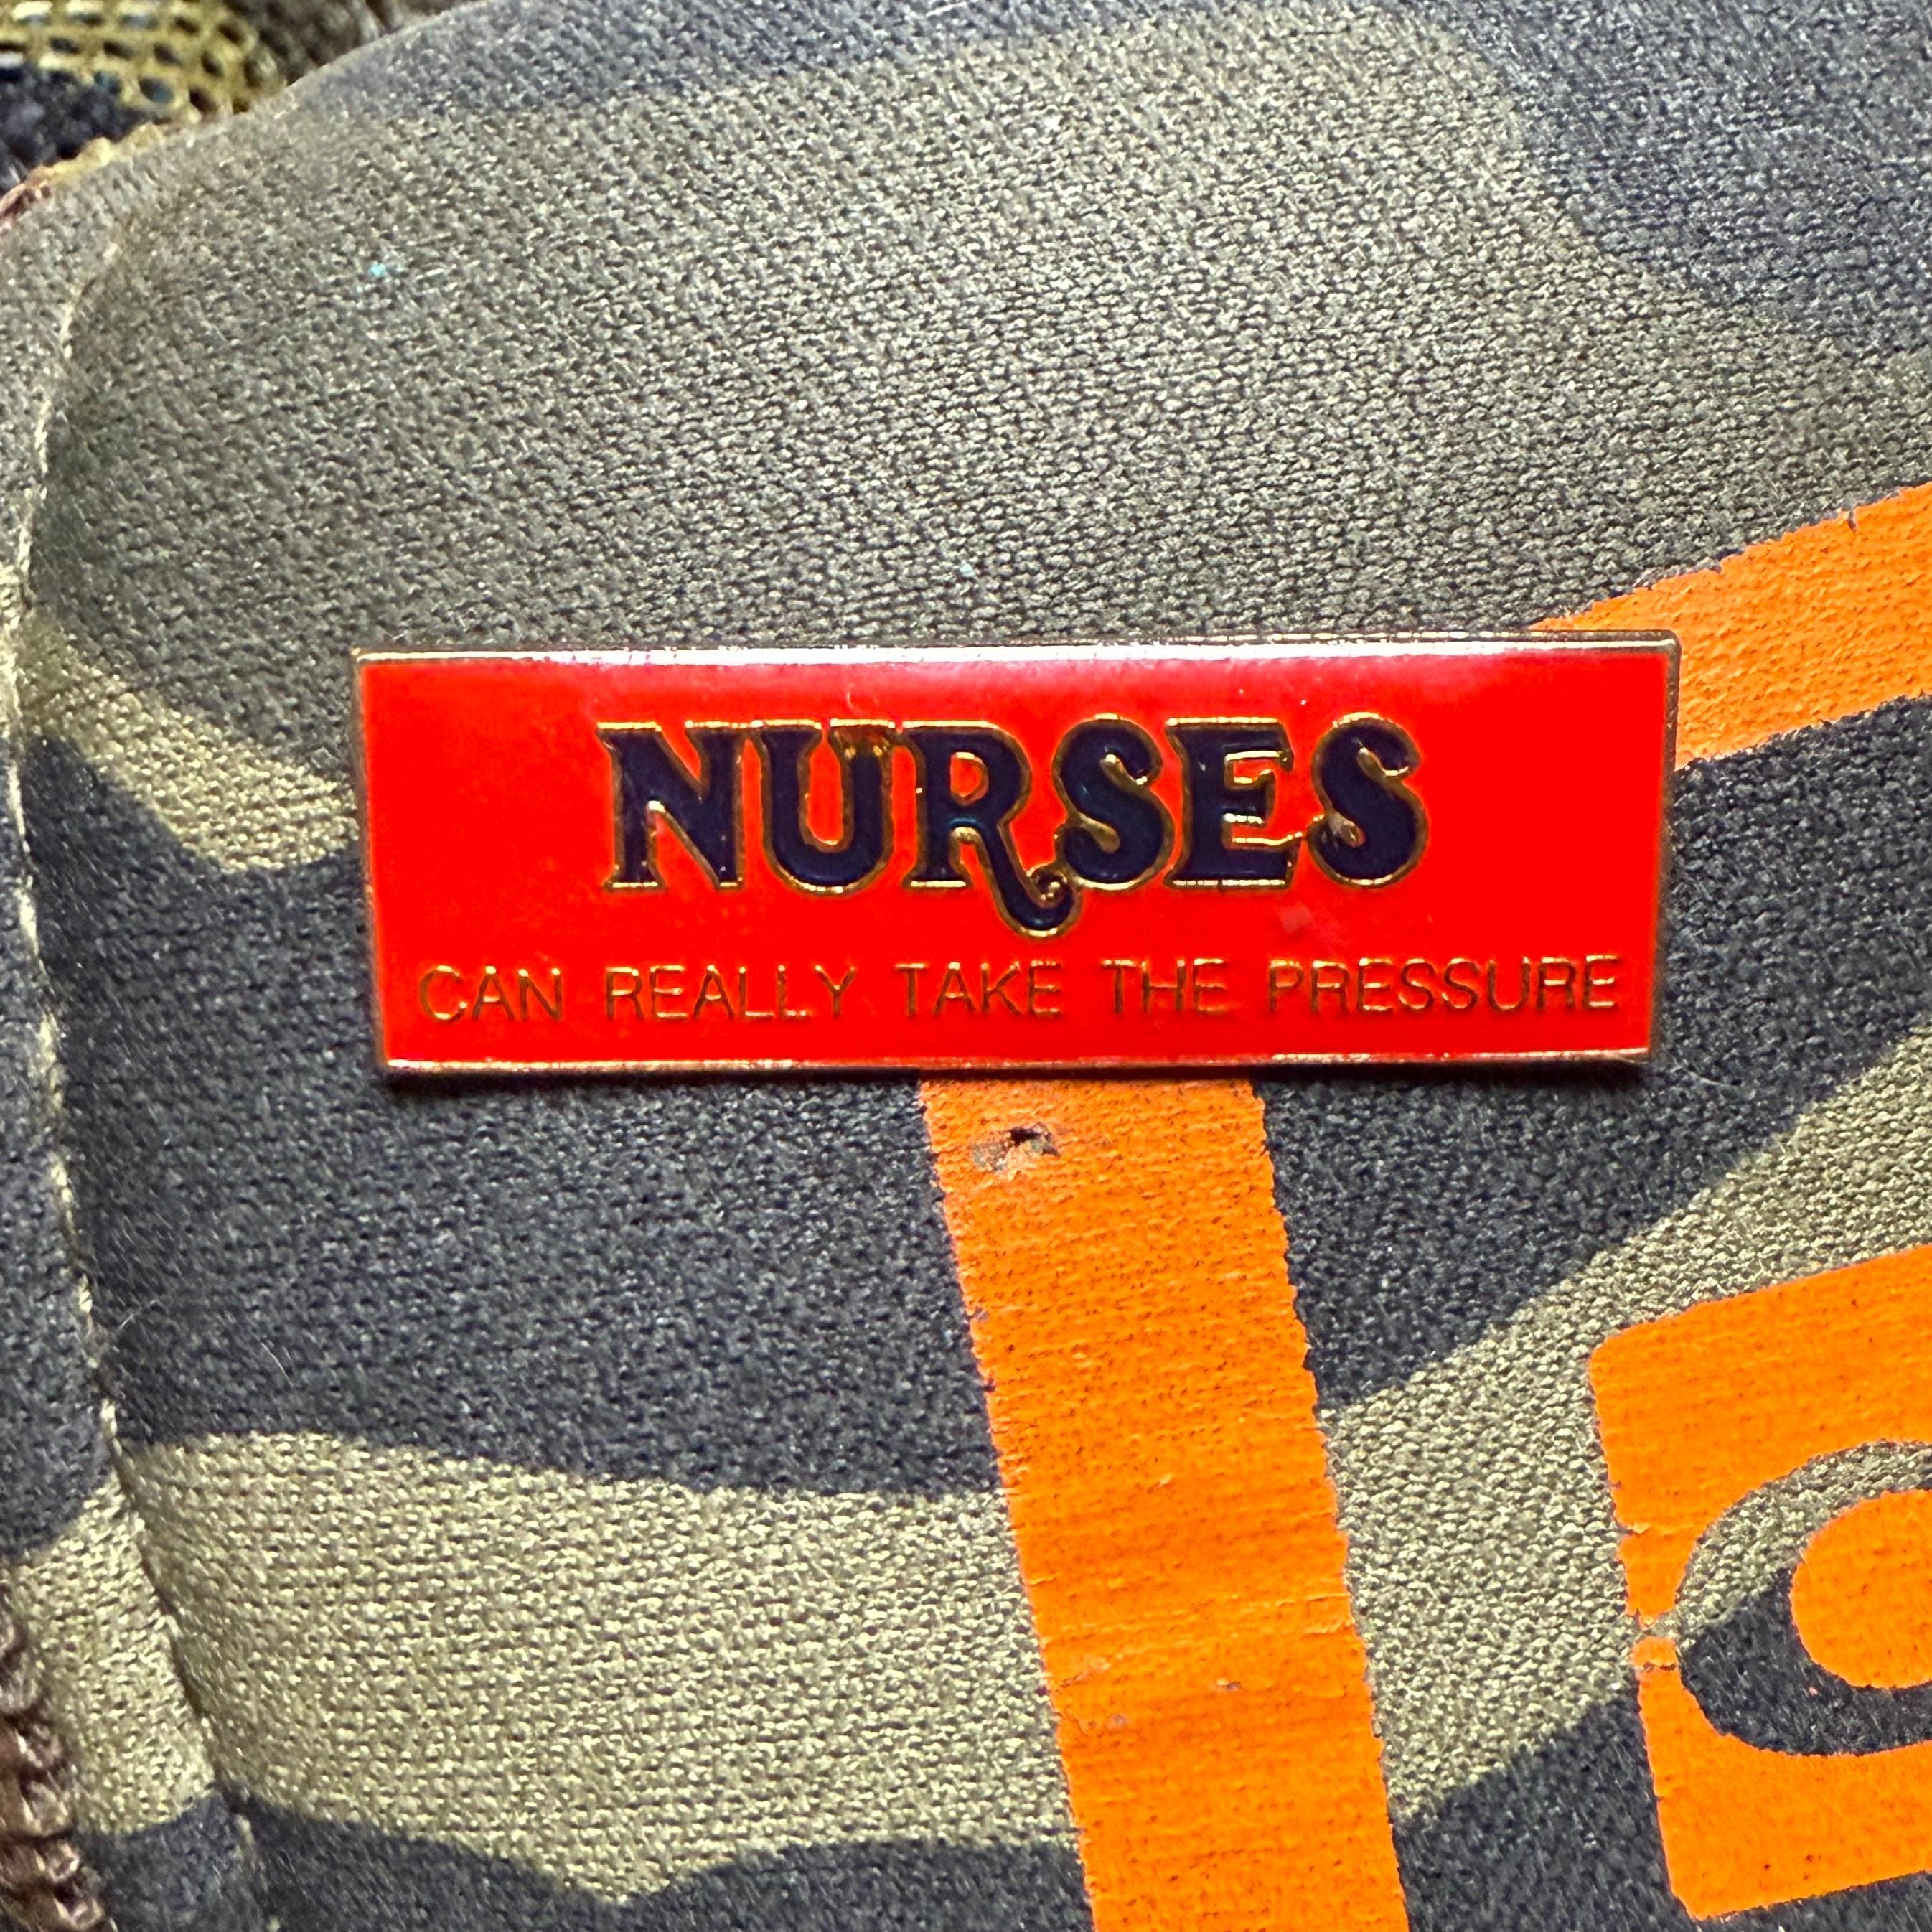 NURSES
CAN REALLY TAKE THE PRESSURE